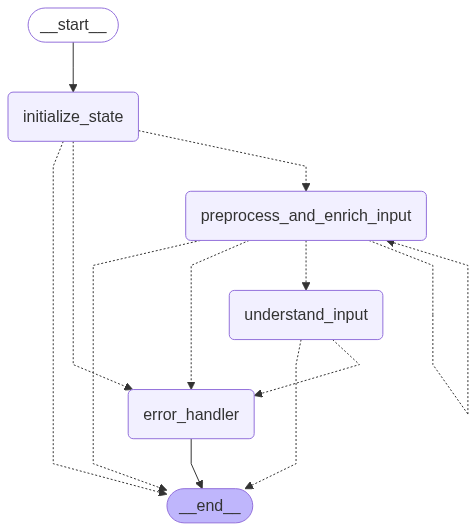 __start__
initialize_state
preprocess_and_enrich_input
understand_input
error_handler
__end__